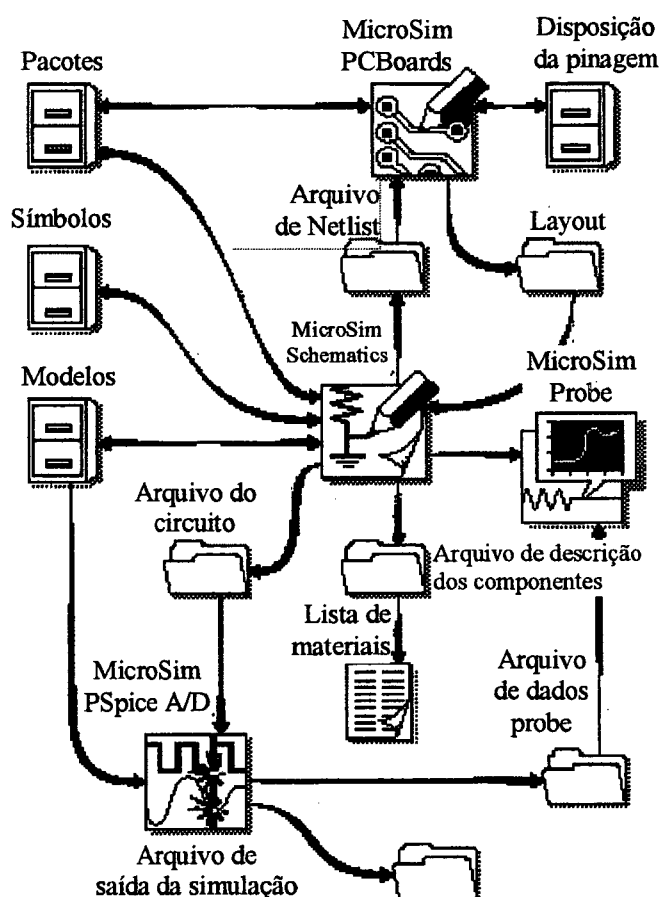 MicroSim
PCBoards
Disposição
da pinagem
Pacotes
Arquivo
de Netlist
Layout
Símbolos
MicroSim
Schematics
MicroSim
Probe
Modelos
Arquivo do
circuito
Arquivo de descrição
dos componentes
Lista de
materiais
MicroSim
PSpice A/D
Arquivo
de dados
probe
Arquivo de
saída da simulação